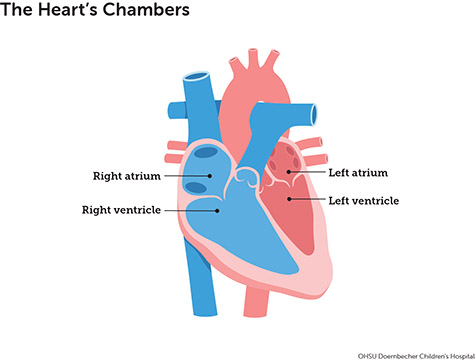 The Heart’s Chambers
Right atrium
Left atrium
Right ventricle
Left ventricle
OHSU Doernbecher Children's Hospital